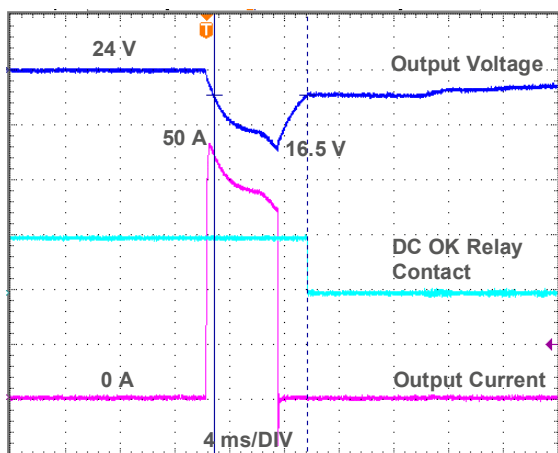 T
24 V
Output Voltage
50 A
16.5 V
DC OK Relay
Contact
0 A
Output Current
4 ms/DIV